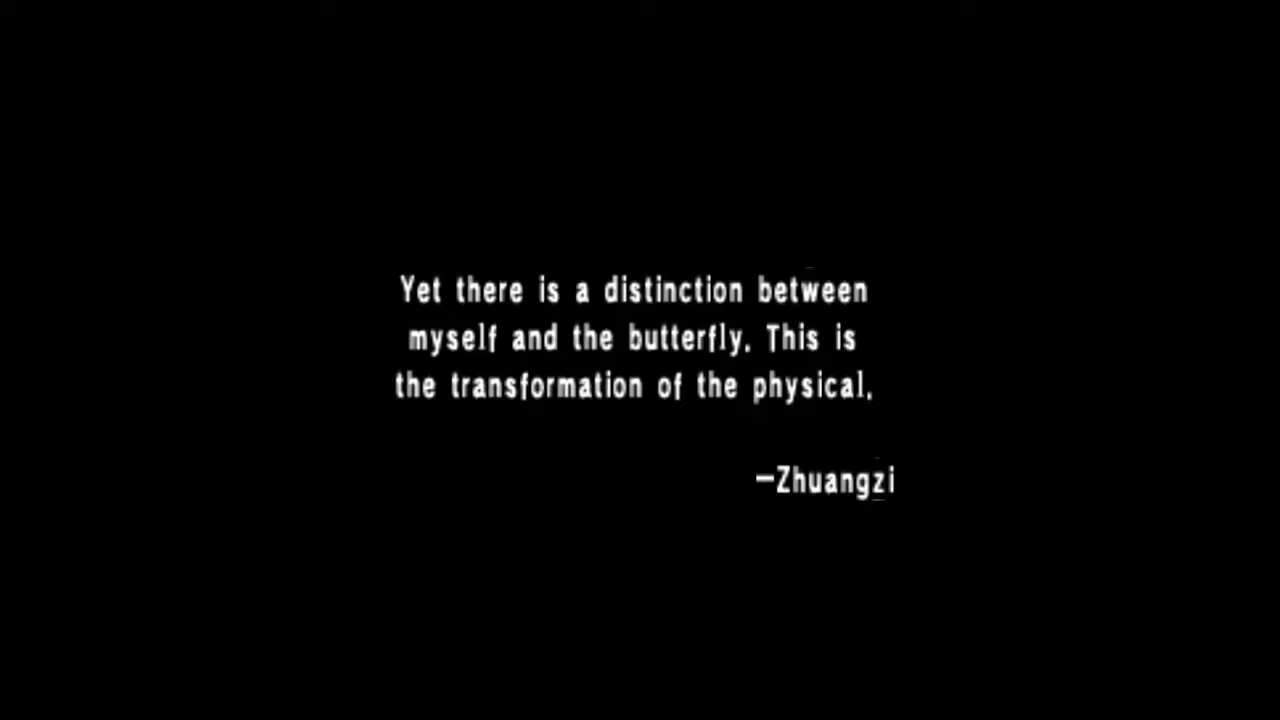 Yet there is a distinction between
myself and the butterfly. This is
the transformation of the physical.
—Zhuangzi